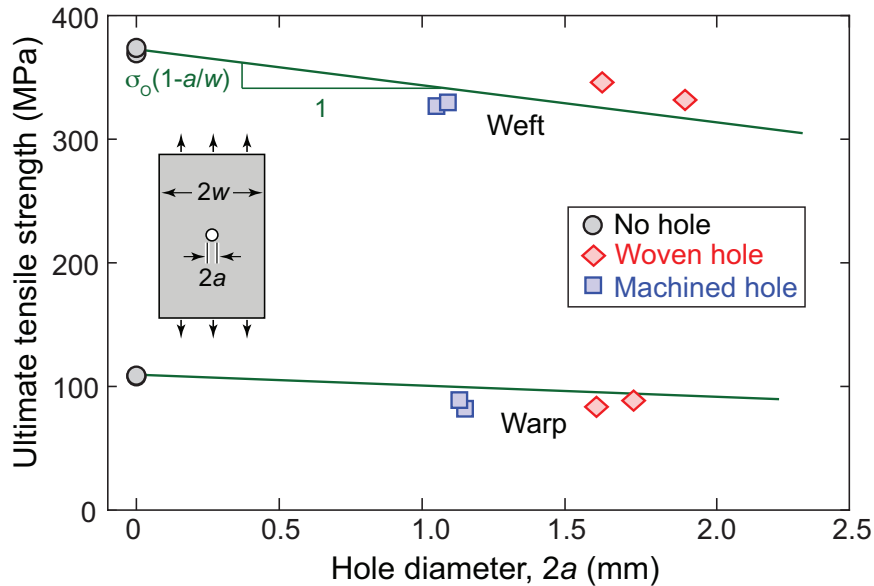 400
300
200
100
0
Ultimate tensile strength (MPa)
σO(1-a/w)
1
Weft
2w
2a
No hole
Woven hole
Machined hole
Warp
0 0.5 1.0 1.5 2.0 2.5
Hole diameter, 2a (mm)